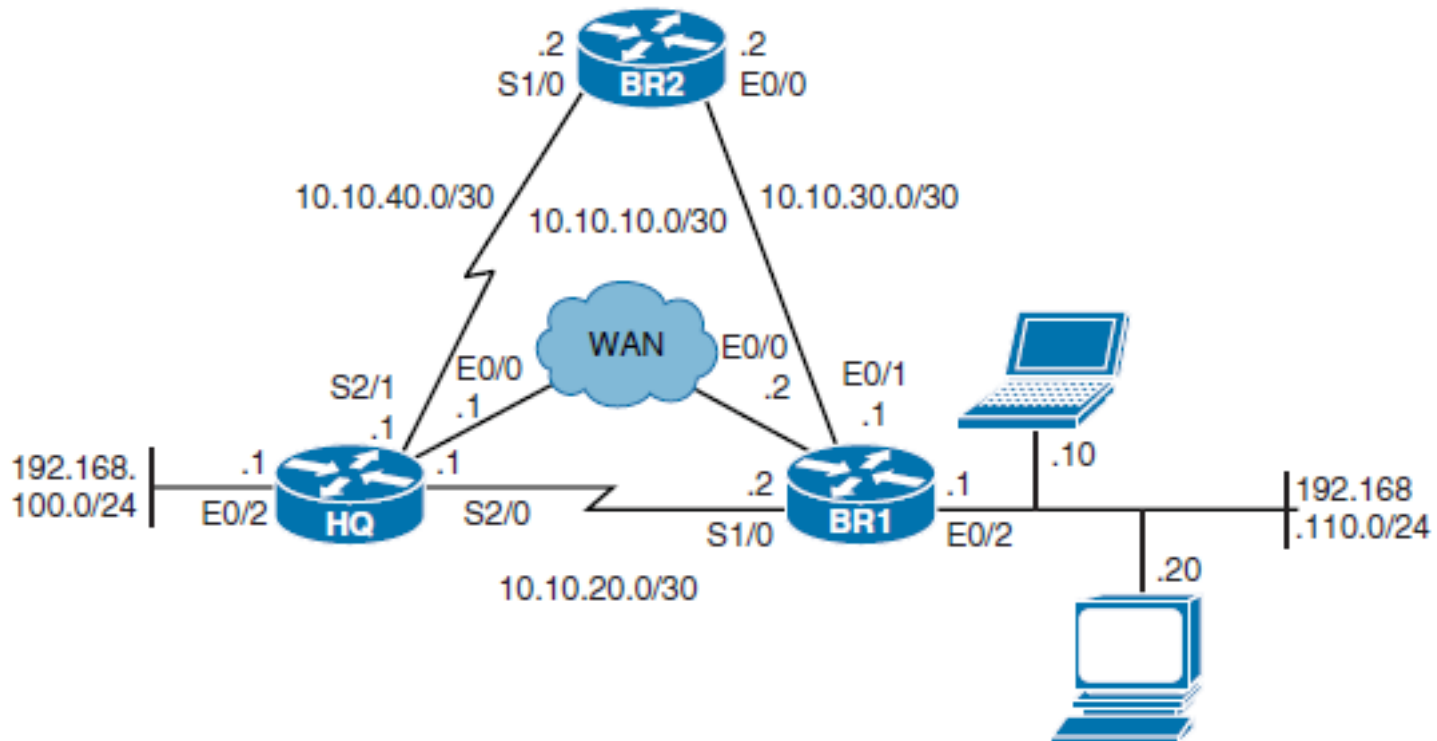 .2
.2
S1/0
BR2
E0/0
10.10.40.0/30
10.10.30.0/30
10.10.10.0/30
WAN
E0/0
E0/0
S2/1
.1
.1
.2
E0/1
.1
192.168.
100.0/24
.1
E0/2
HQ
.1
S2/0
.2
S1/0
BR1
.1
E0/2
.10
192.168
.110.0/24
10.10.20.0/30
.20